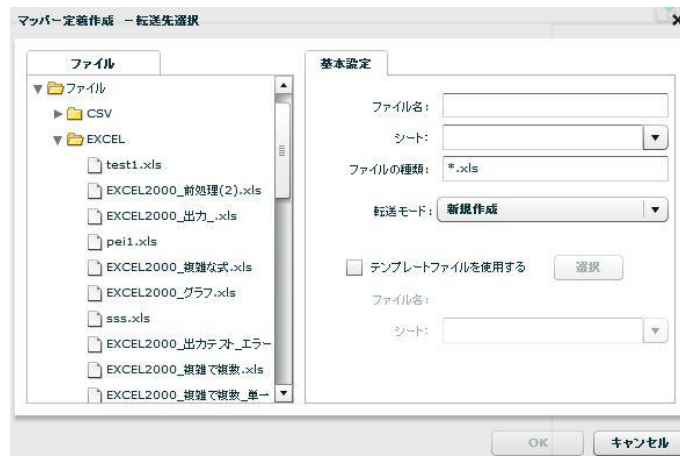 マッパー定義作成 －転送先選択
ファイル
ファイル
CSV
EXCEL
test1.xls
EXCEL2000_前処理(2).xls
EXCEL2000_出力_.xls
pei1.xls
EXCEL2000_複雑な式.xls
EXCEL2000_グラフ.xls
sss.xls
EXCEL2000_出力テスト_エラー
EXCEL2000_複雑で複数.xls
EXCEL2000_複雑で複数_単一
基本設定
ファイル名:
シート:
ファイルの種類: *.xls
転送モード: 新規作成
テンプレートファイルを使用する 選択
ファイル名:
シート:
OK キャンセル